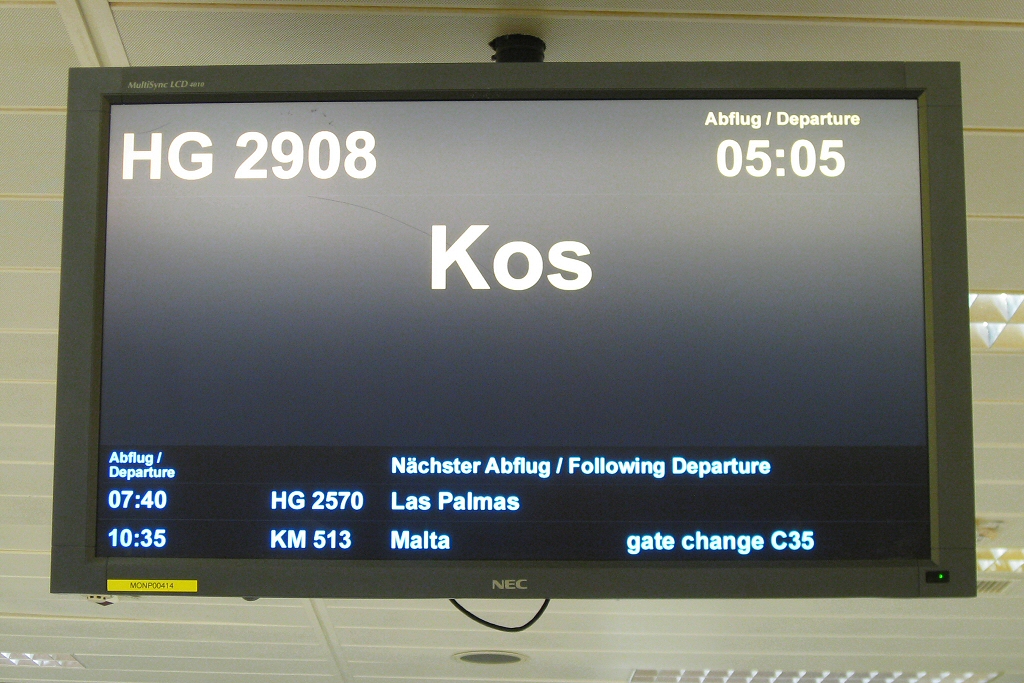 MultiSync LCD 4010
Abflug / Departure
HG 2908
05:05
Kos
Abflug /
Departure
Nächster Abflug / Following Departure
07:40 HG 2570 Las Palmas
10:35 KM 513 Malta gate change C35
MONP00414
NEC